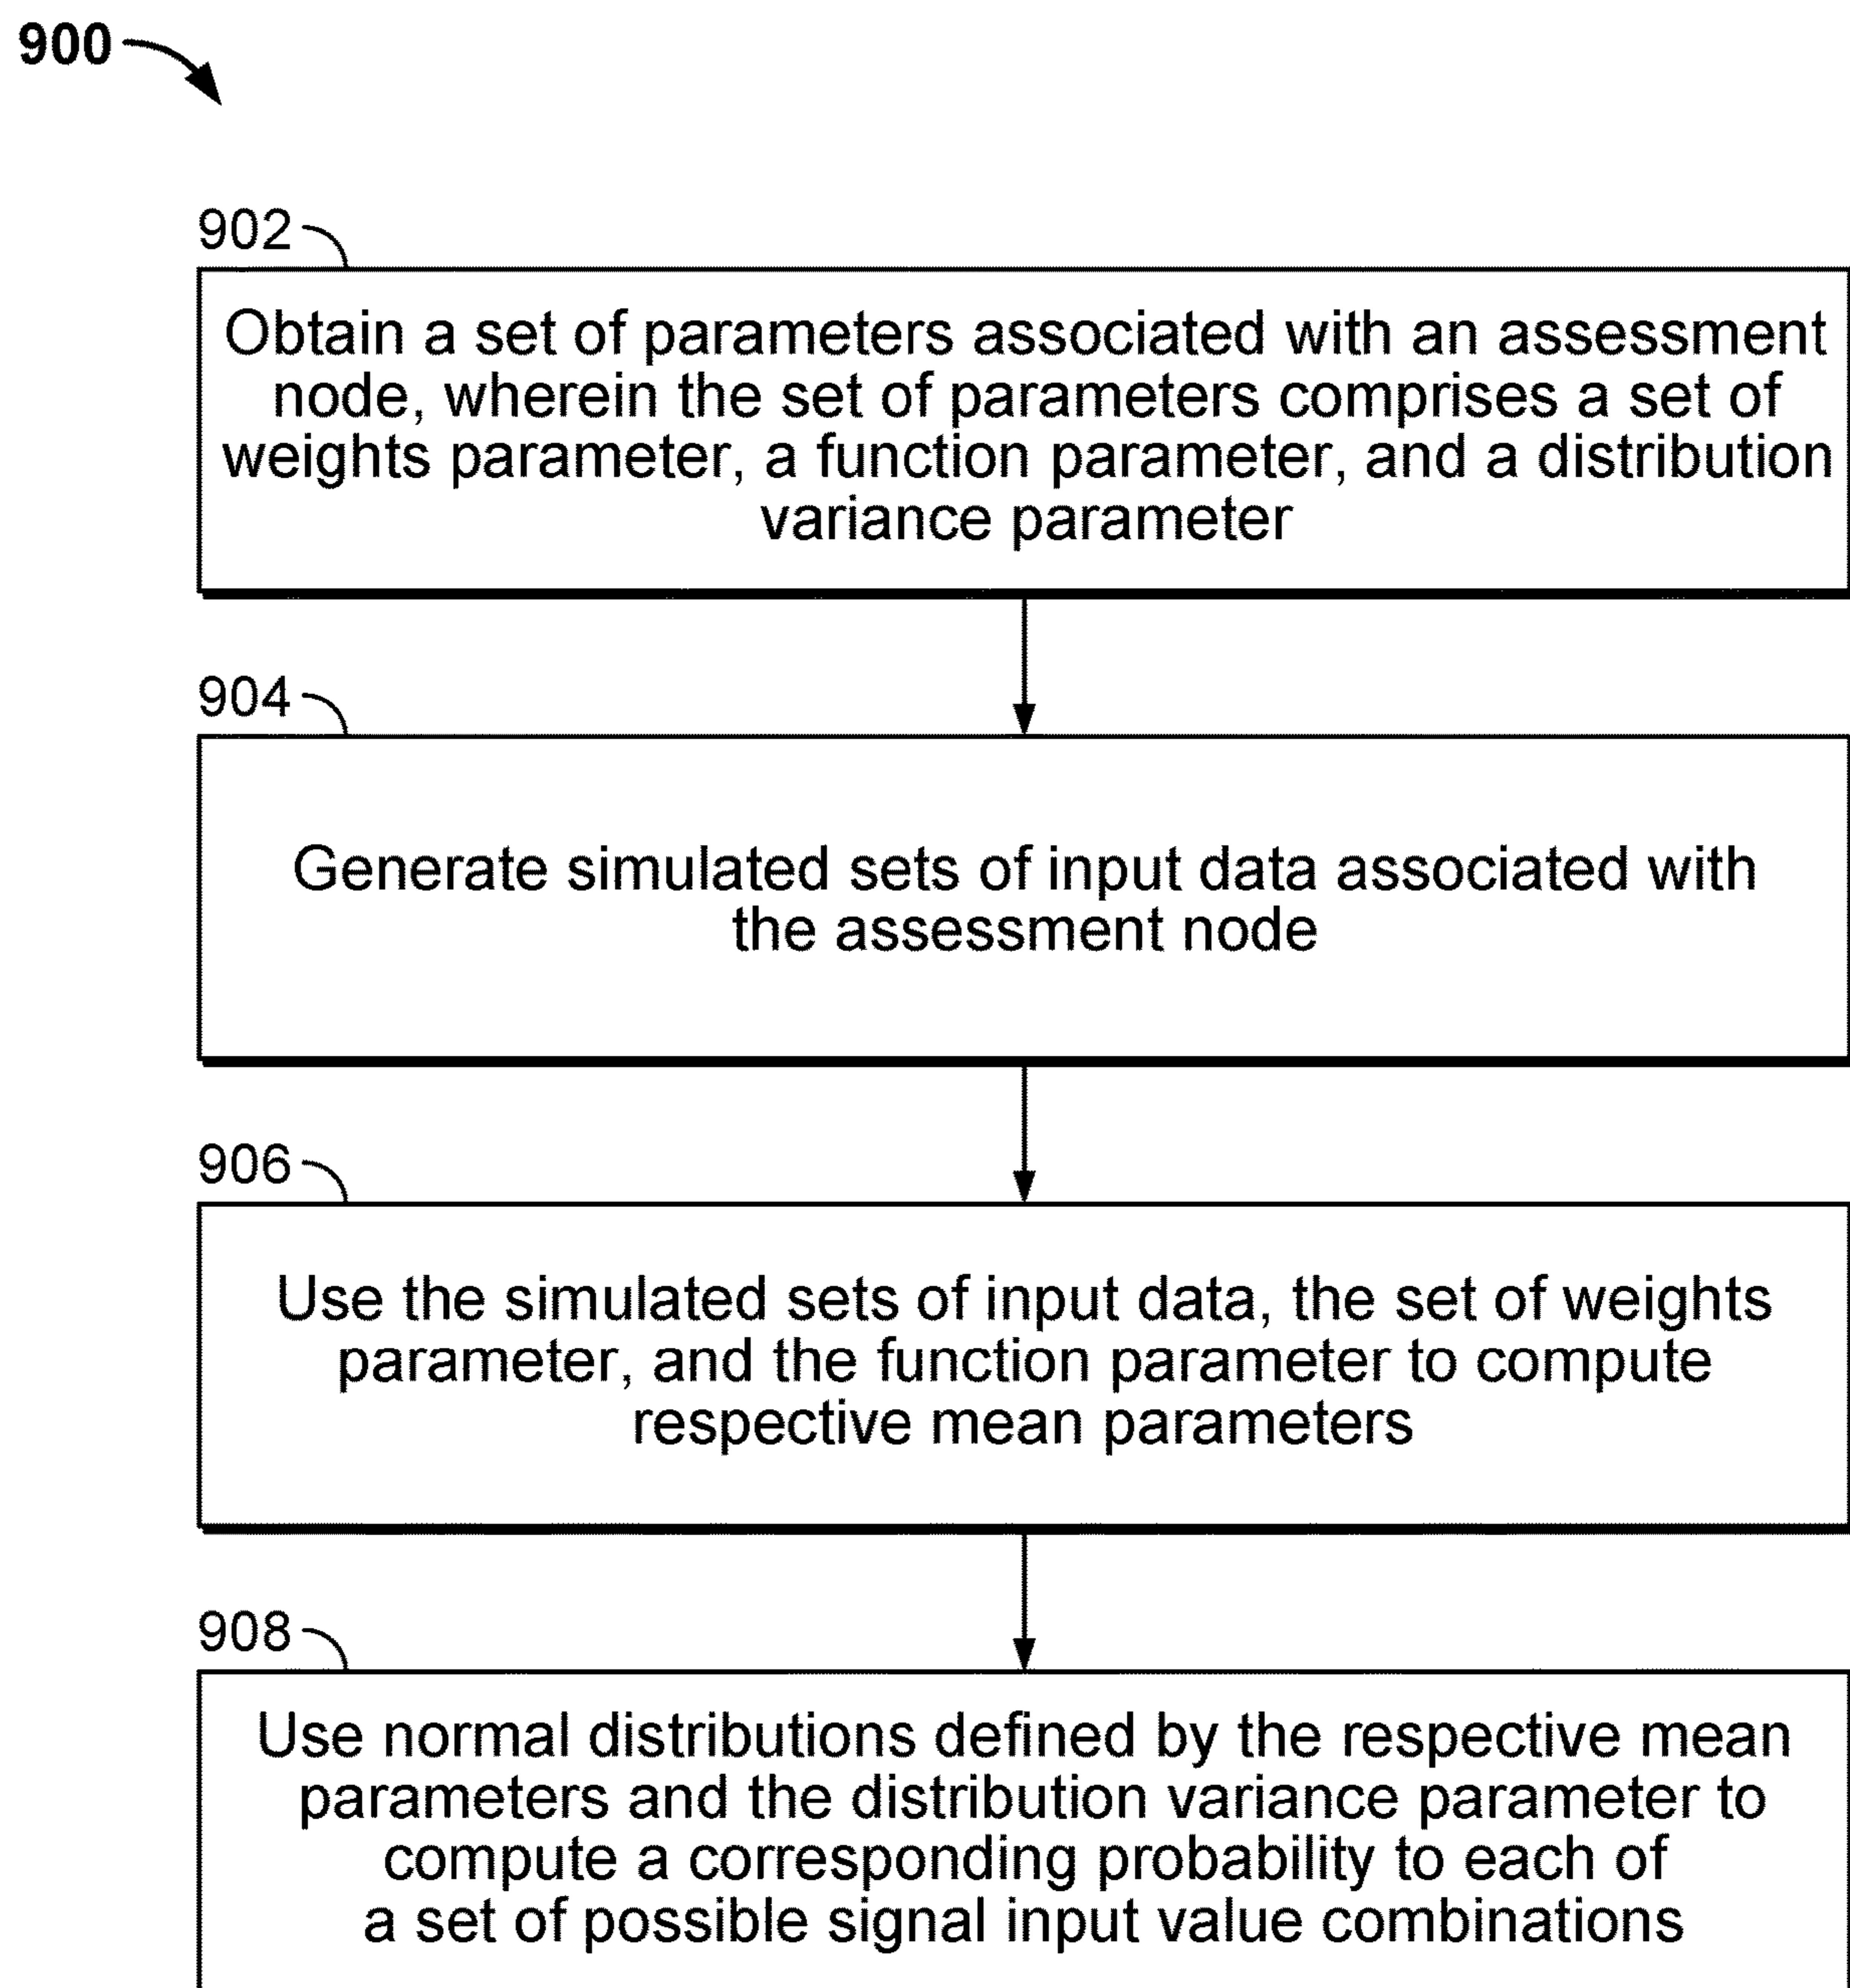 900
902
Obtain a set of parameters associated with an assessment
node, wherein the set of parameters comprises a set of
weights parameter, a function parameter, and a distribution
variance parameter
904
Generate simulated sets of input data associated with
the assessment node
906
Use the simulated sets of input data, the set of weights
parameter, and the function parameter to compute
respective mean parameters
908
Use normal distributions defined by the respective mean
parameters and the distribution variance parameter to
compute a corresponding probability to each of
a set of possible signal input value combinations